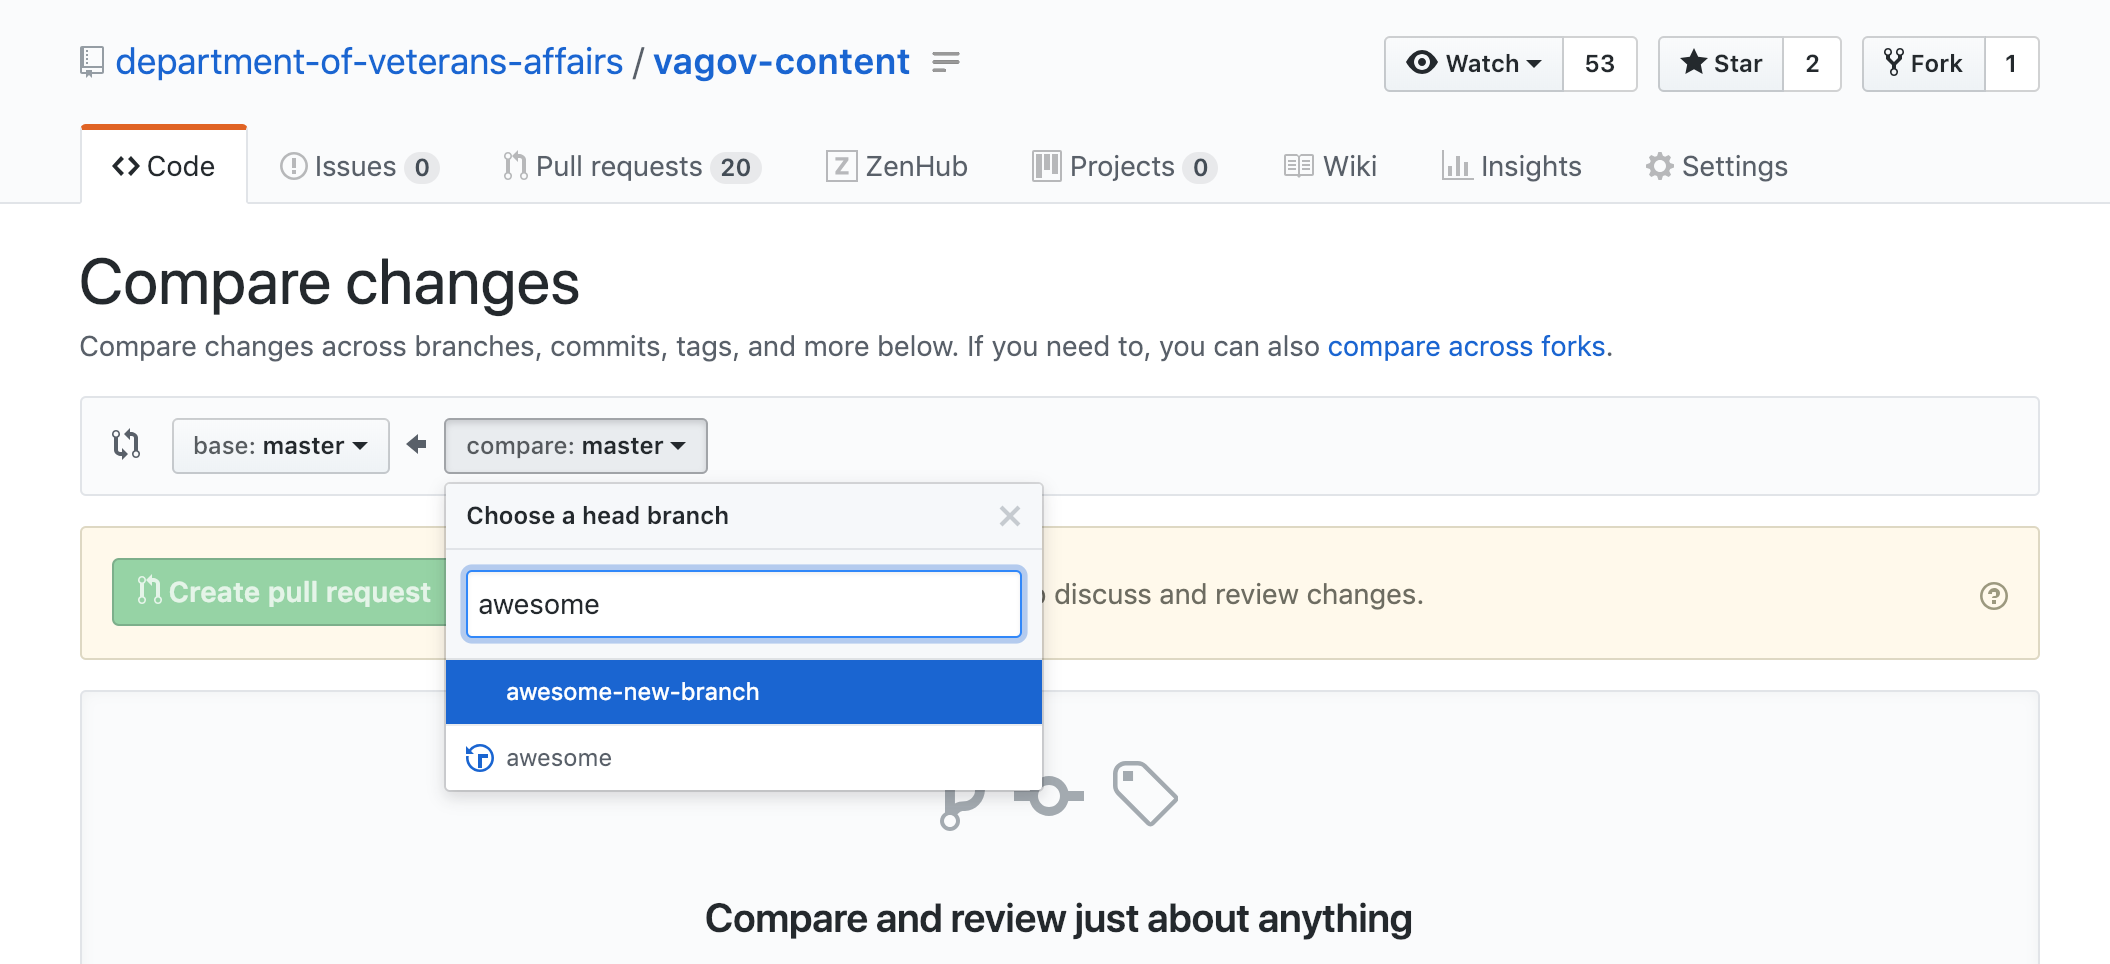 department-of-veterans-affairs / vagov-content
Watch 53 Star 2 Fork 1
Code Issues 0 Pull requests 20 ZenHub Projects 0 Wiki Insights Settings
Compare changes
Compare changes across branches, commits, tags, and more below. If you need to, you can also compare across forks.
base: master compare: master
Choose a head branch
Create pull request discuss and review changes.
awesome
awesome-new-branch
awesome
Compare and review just about anything